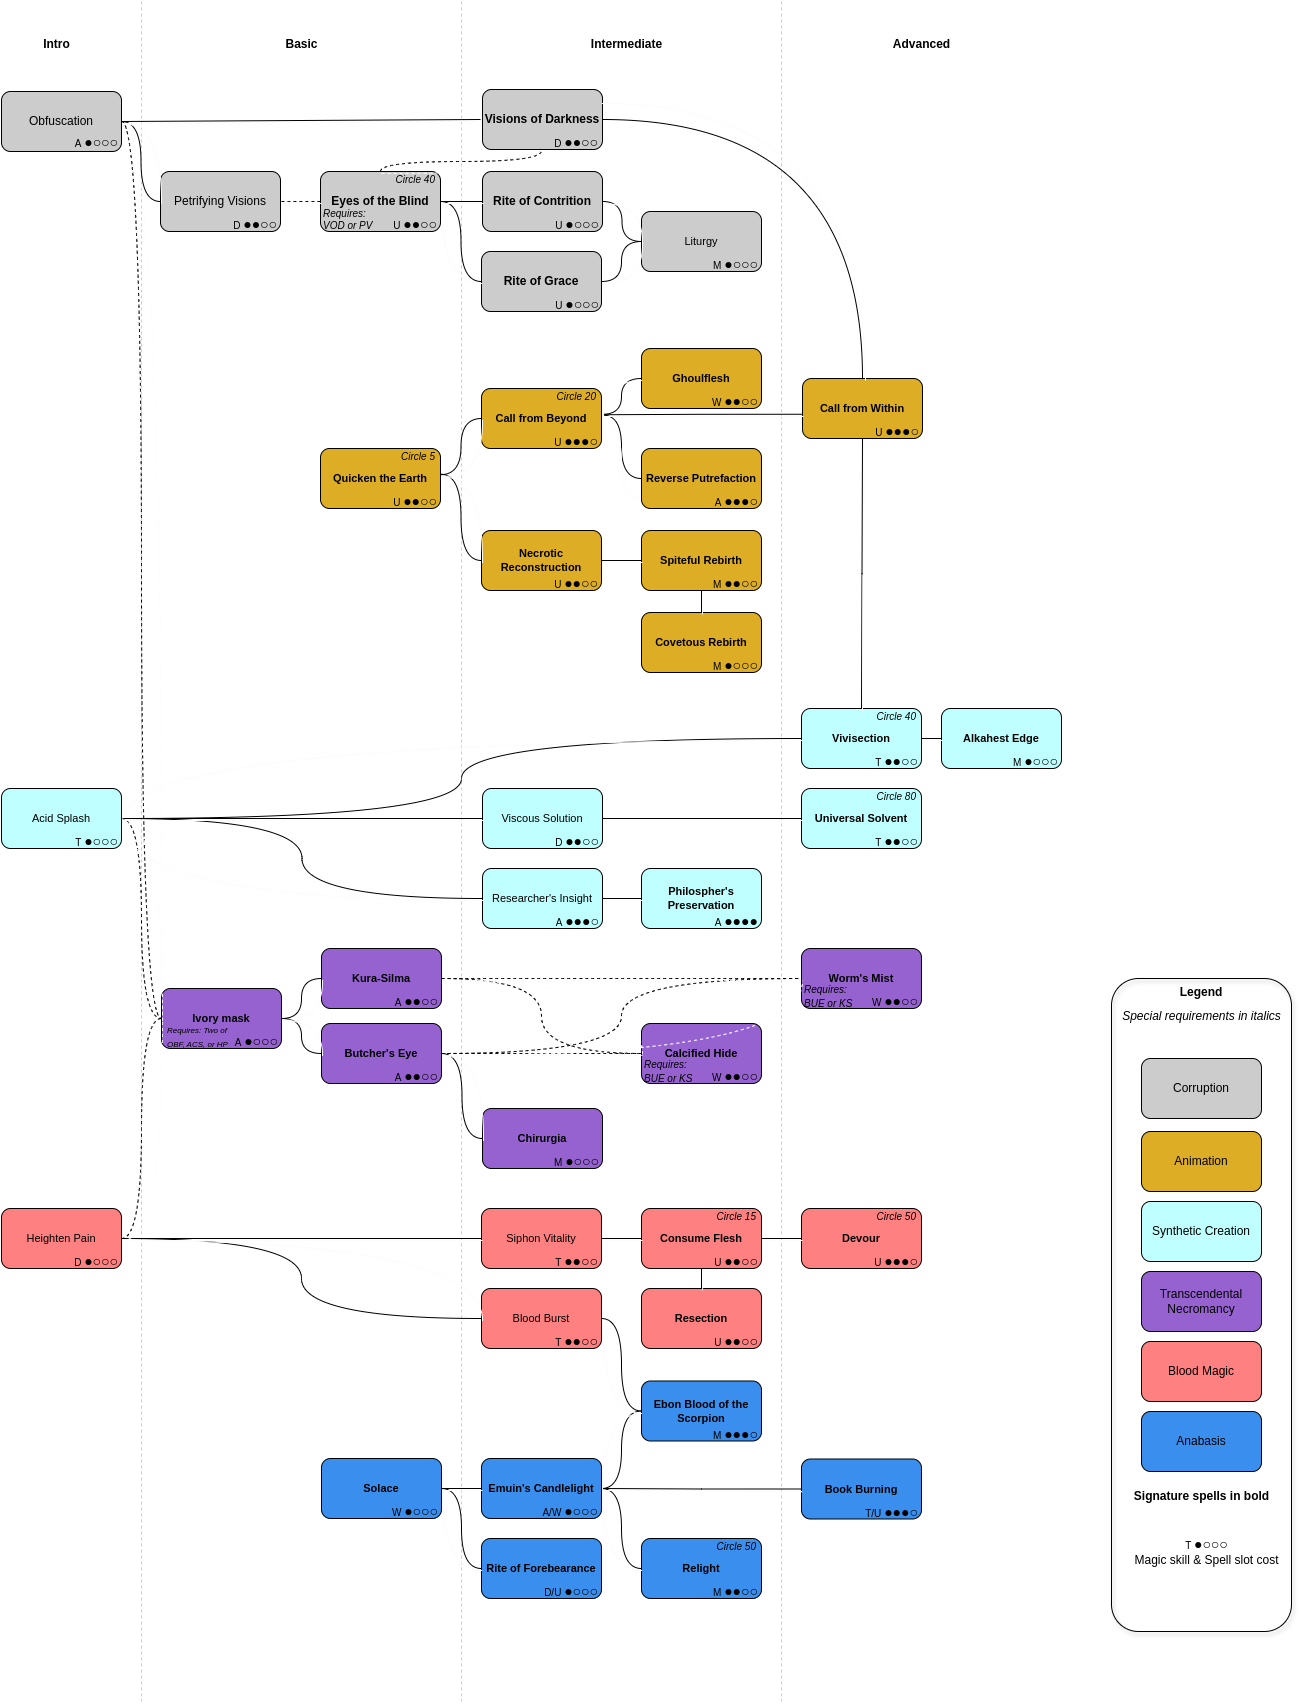 Intro
Basic
Intermediate
Advanced
Obfuscation
A ●○○○
Visions of Darkness
D ●●○○
Petrifying Visions
D ●●○○
Circle 40
Eyes of the Blind
Requires:
VOD or PV
U ●●○○
Rite of Contrition
U ●○○○
Liturgy
M ●○○○
Rite of Grace
U ●○○○
Ghoulflesh
W ●●○○
Circle 20
Call from Beyond
U ●●●○
Call from Within
U ●●●○
Circle 5
Quicken the Earth
U ●●○○
Reverse Putrefaction
A ●●●○
Necrotic
Reconstruction
U ●●○○
Spiteful Rebirth
M ●●○○
Covetous Rebirth
M ●○○○
Circle 40
Vivisection
T ●●○○
Alkahest Edge
M ●○○○
Acid Splash
T ●○○○
Viscous Solution
D ●●○○
Circle 80
Universal Solvent
T ●●○○
Researcher's Insight
A ●●●○
Philospher's
Preservation
A ●●●●
Kura-Silma
A ●●○○
Worm's Mist
Requires:
BUE or KS
W ●●○○
Ivory mask
Requires: Two of
OBF, ACS, or HP
A ●○○○
Butcher's Eye
A ●●○○
Calcified Hide
Requires:
BUE or KS
W ●●○○
Chirurgia
M ●○○○
Heighten Pain
D ●○○○
Siphon Vitality
T ●●○○
Circle 15
Consume Flesh
U ●●○○
Circle 50
Devour
U ●●●○
Blood Burst
T ●●○○
Resection
U ●●○○
Ebon Blood of the
Scorpion
M ●●●○
Solace
W ●○○○
Emuin's Candlelight
A/W ●○○○
Book Burning
T/U ●●●○
Rite of Forebearance
D/U ●○○○
Circle 50
Relight
M ●●○○
Legend
Special requirements in italics
Corruption
Animation
Synthetic Creation
Transcendental
Necromancy
Blood Magic
Anabasis
Signature spells in bold
T ●○○○
Magic skill & Spell slot cost